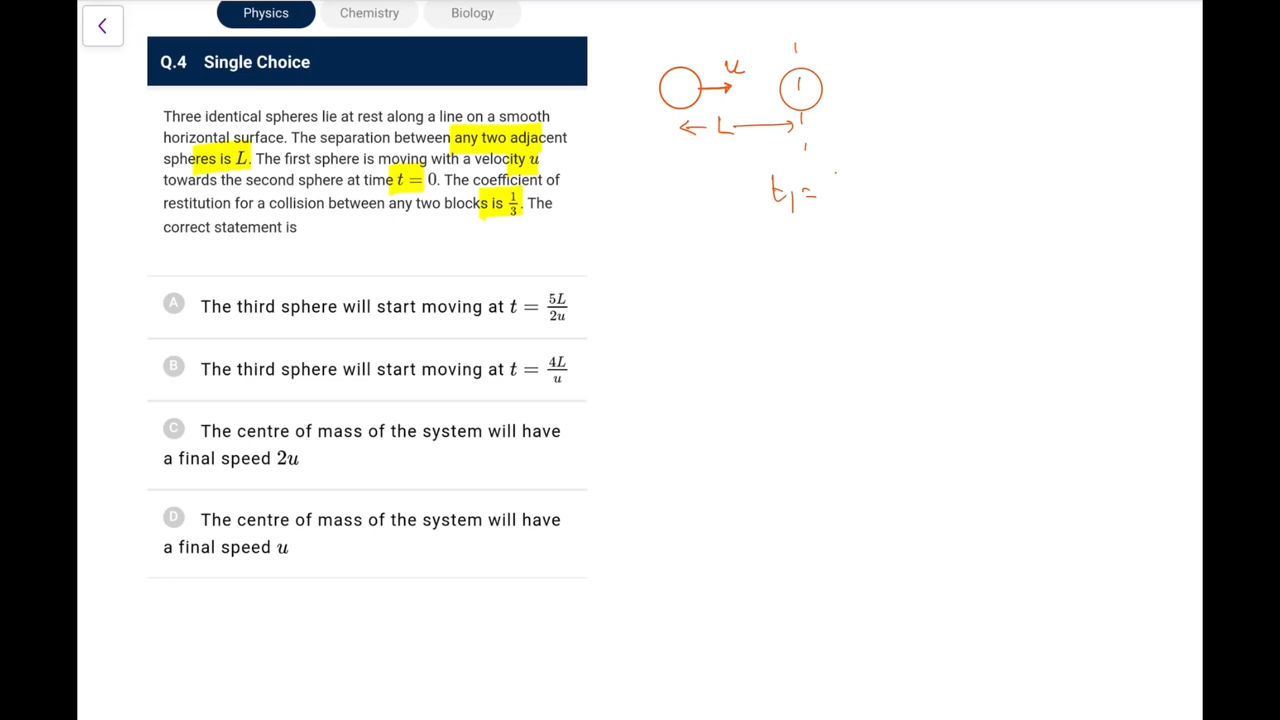 Physics Chemistry Biology
Q.4 Single Choice
Three identical spheres lie at rest along a line on a smooth
horizontal surface. The separation between any two adjacent
spheres is L. The first sphere is moving with a velocity u
towards the second sphere at time t = 0. The coefficient of
restitution for a collision between any two blocks is 1/3. The
correct statement is
A The third sphere will start moving at t = 5L/2u
B The third sphere will start moving at t = 4L/u
C The centre of mass of the system will have
a final speed 2u
D The centre of mass of the system will have
a final speed u
u
L
t₁ =